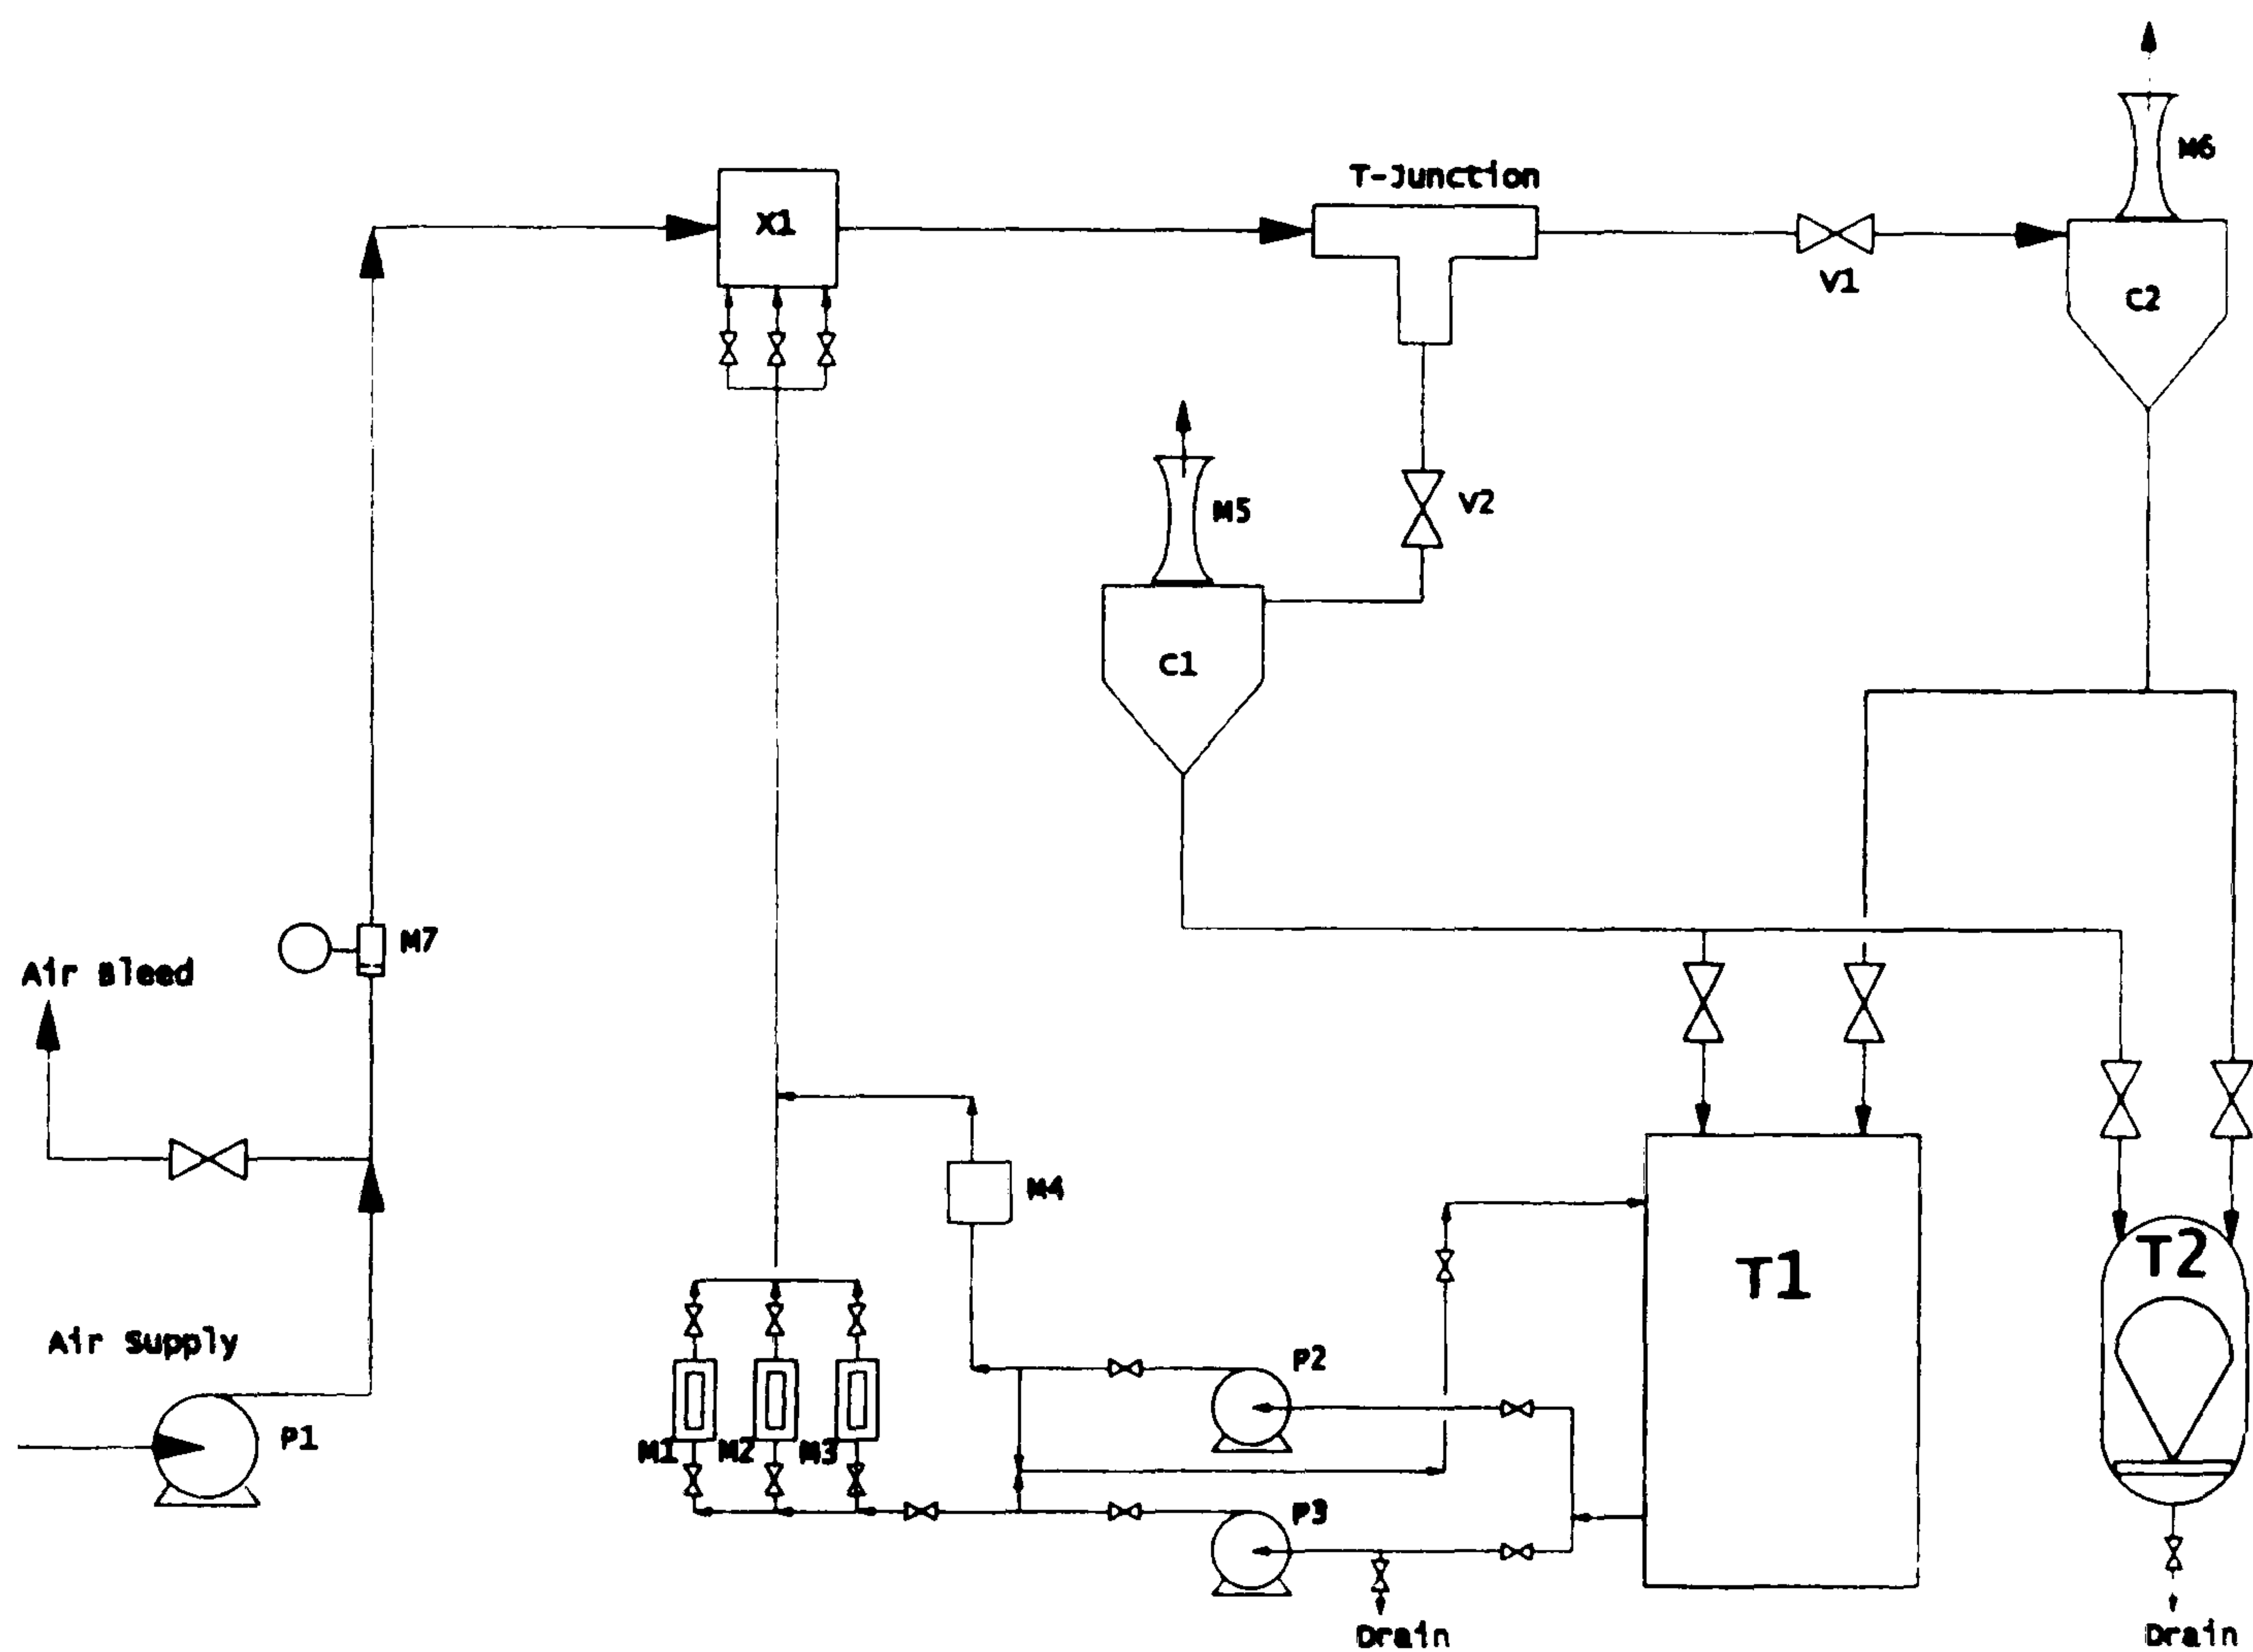 M6
T-Junction
X1
V1
C2
M5
V2
C1
M7
Air Bleed
M4
T1
T2
Air Supply
P1
P2
M1
M2
M3
P3
Drain
Drain